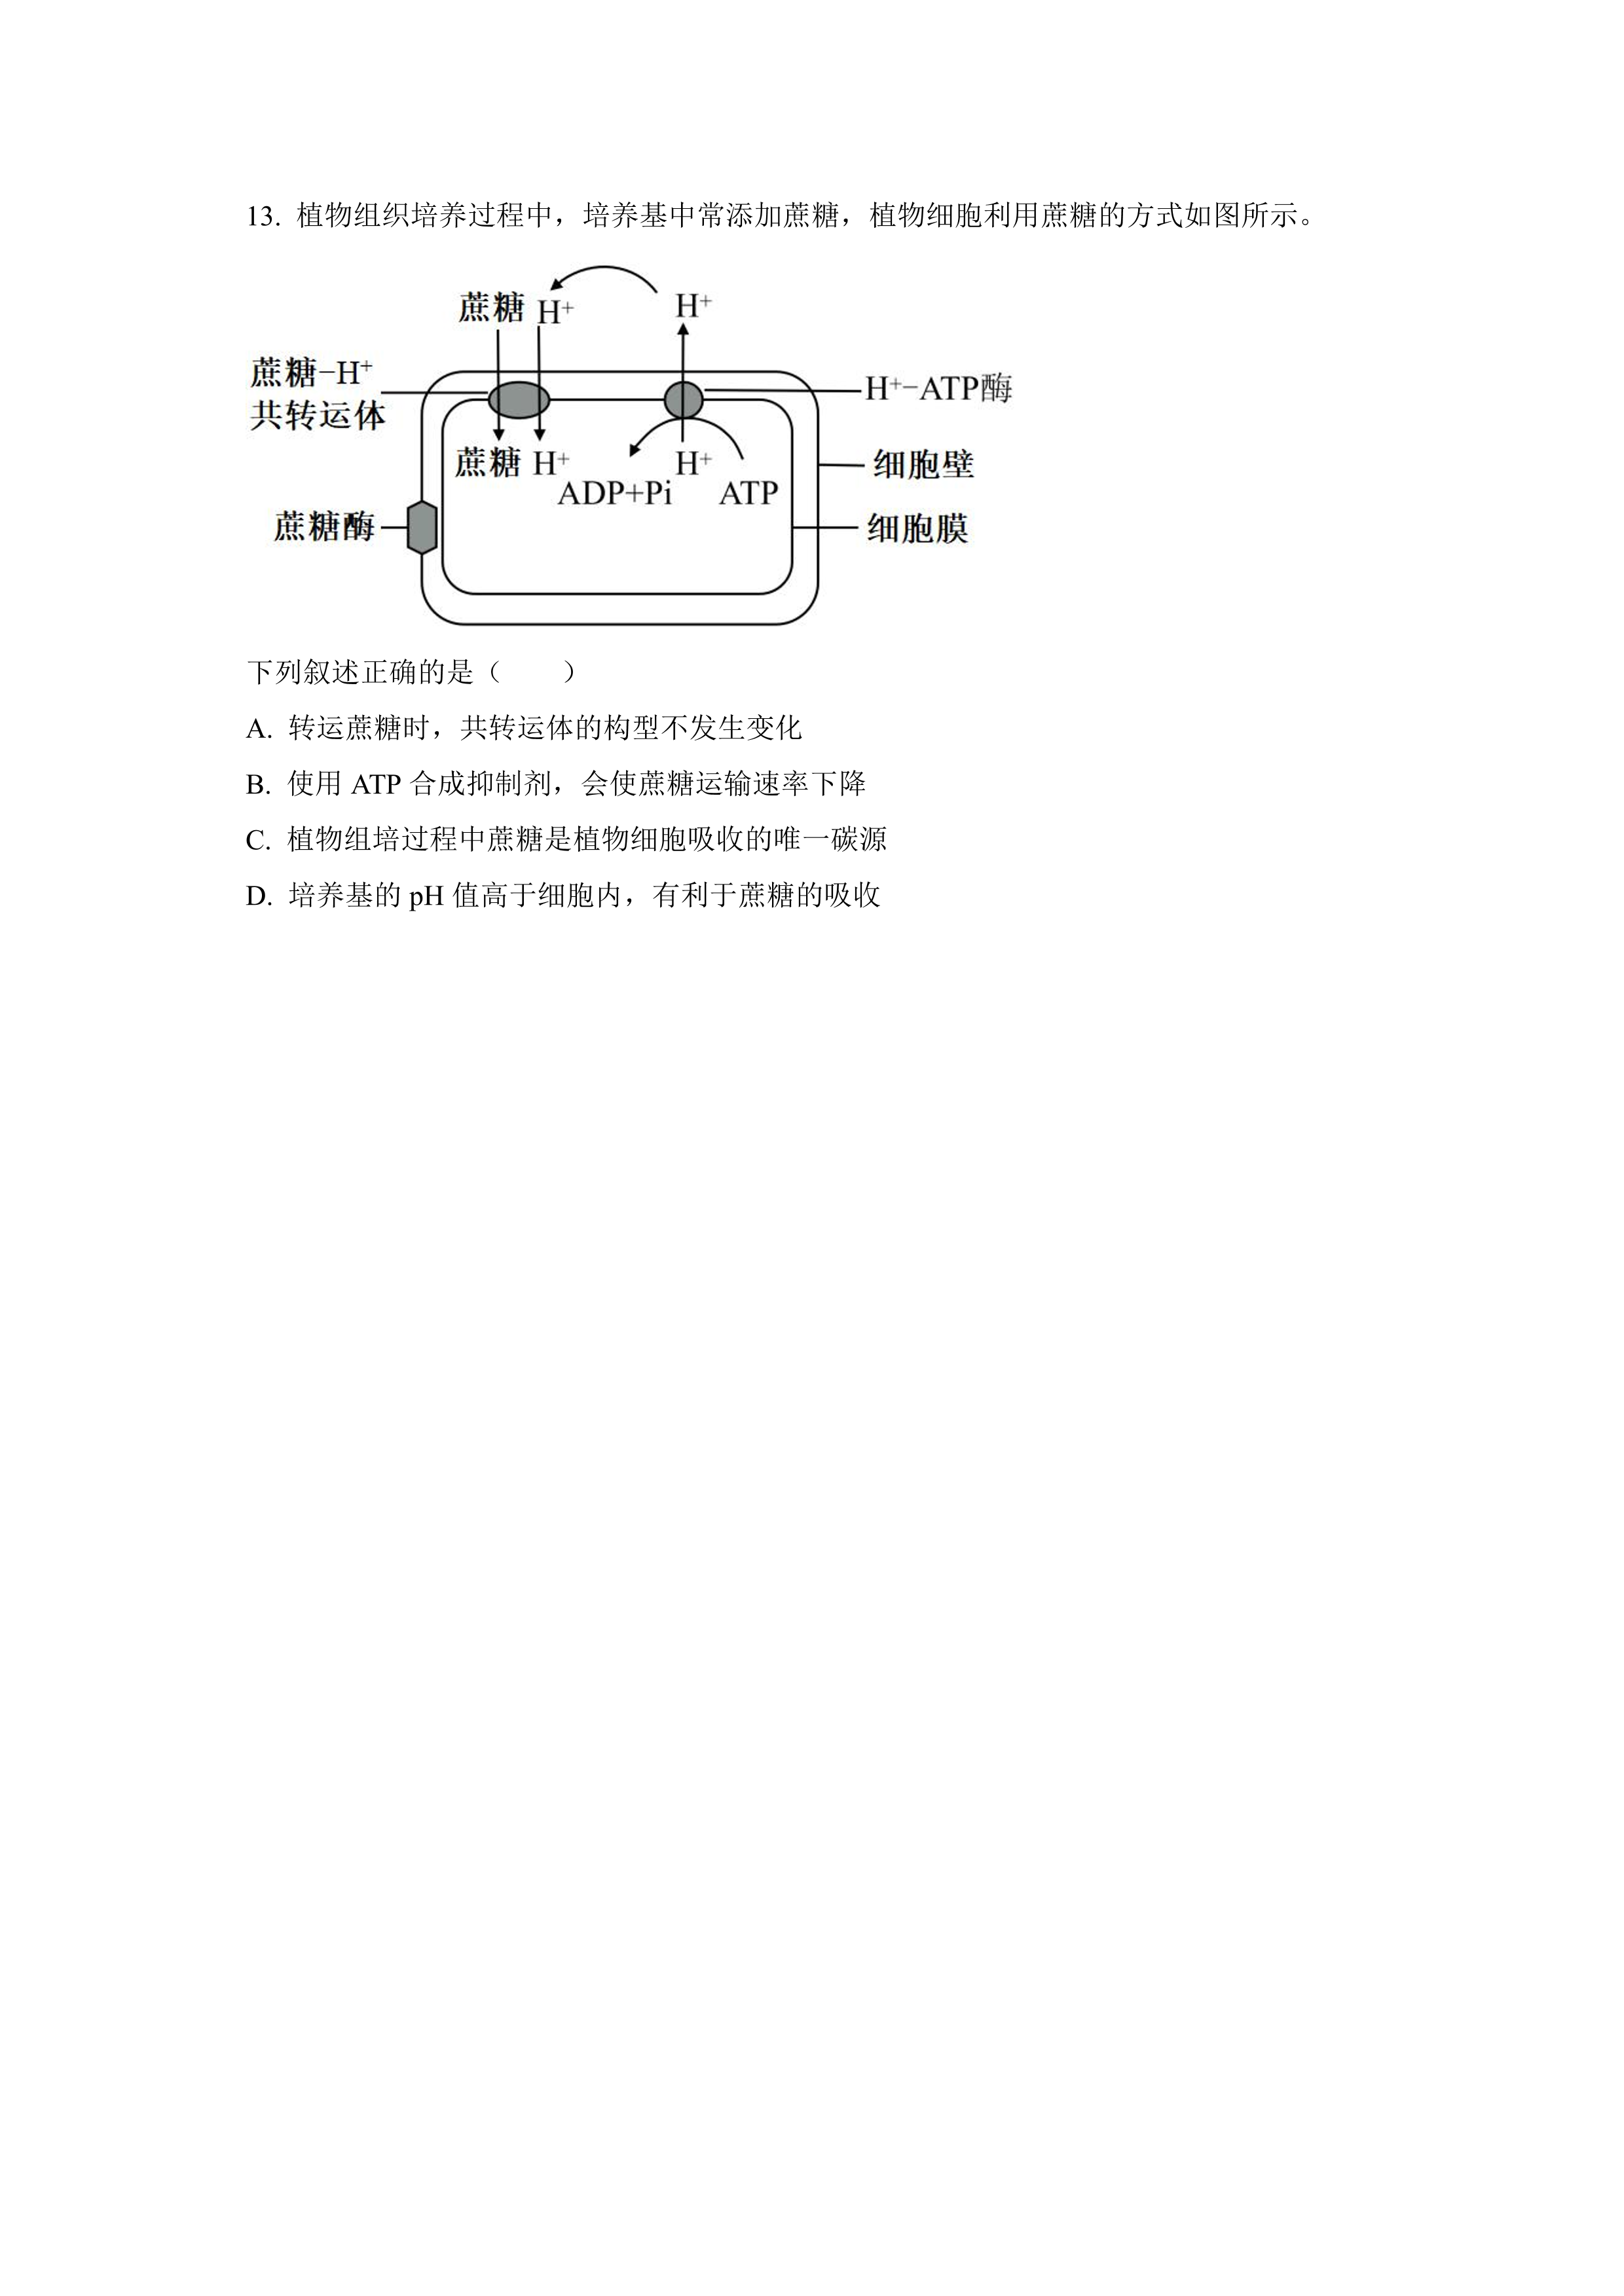 13. 植物组织培养过程中，培养基中常添加蔗糖，植物细胞利用蔗糖的方式如图所示。
蔗糖 H⁺ H⁺
蔗糖-H⁺
共转运体
H⁺-ATP酶
蔗糖 H⁺ H⁺
ADP+Pi ATP
细胞壁
蔗糖酶
细胞膜
下列叙述正确的是（　　）
A. 转运蔗糖时，共转运体的构型不发生变化
B. 使用 ATP 合成抑制剂，会使蔗糖运输速率下降
C. 植物组培过程中蔗糖是植物细胞吸收的唯一碳源
D. 培养基的 pH 值高于细胞内，有利于蔗糖的吸收